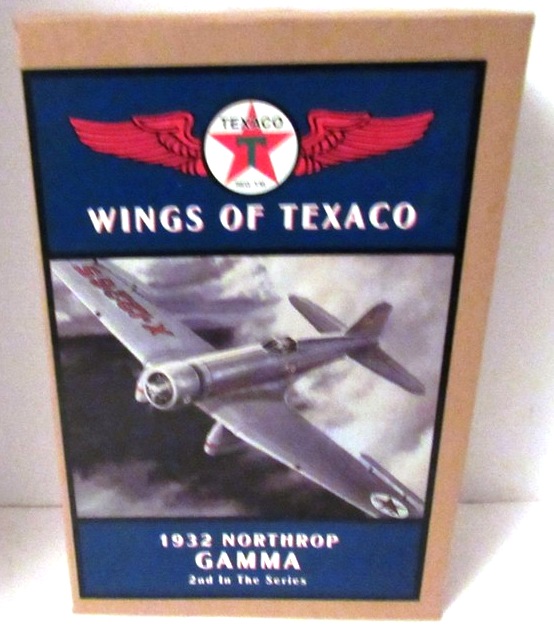 TEXACO
T
WINGS OF TEXACO
1932 NORTHROP
GAMMA
2nd In The Series